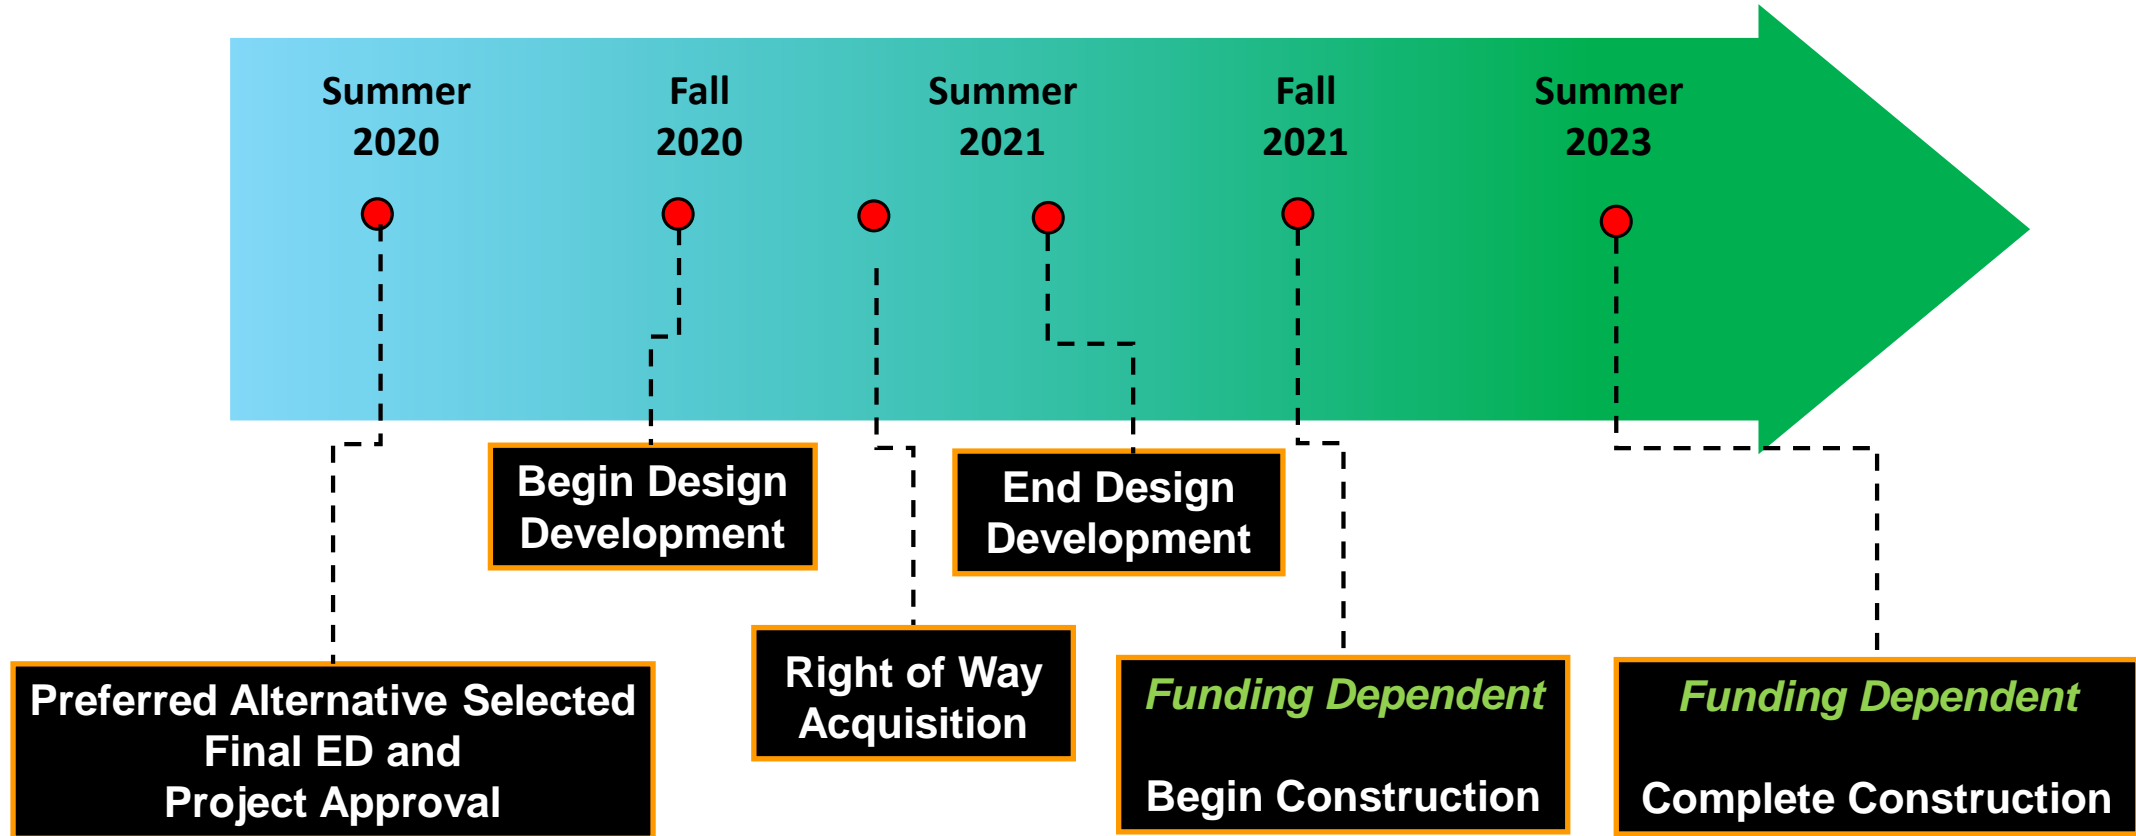 Summer
2020
Fall
2020
Summer
2021
Fall
2021
Summer
2023
Begin Design
Development
End Design
Development
Preferred Alternative Selected
Final ED and
Project Approval
Right of Way
Acquisition
Funding Dependent
Begin Construction
Funding Dependent
Complete Construction